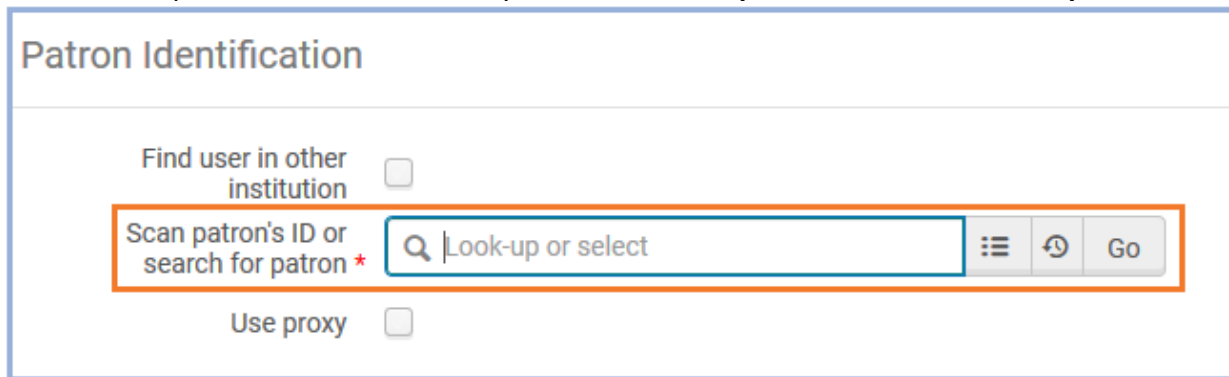 Patron Identification
Find user in other
institution
Scan patron's ID or
search for patron *
Look-up or select
Go
Use proxy